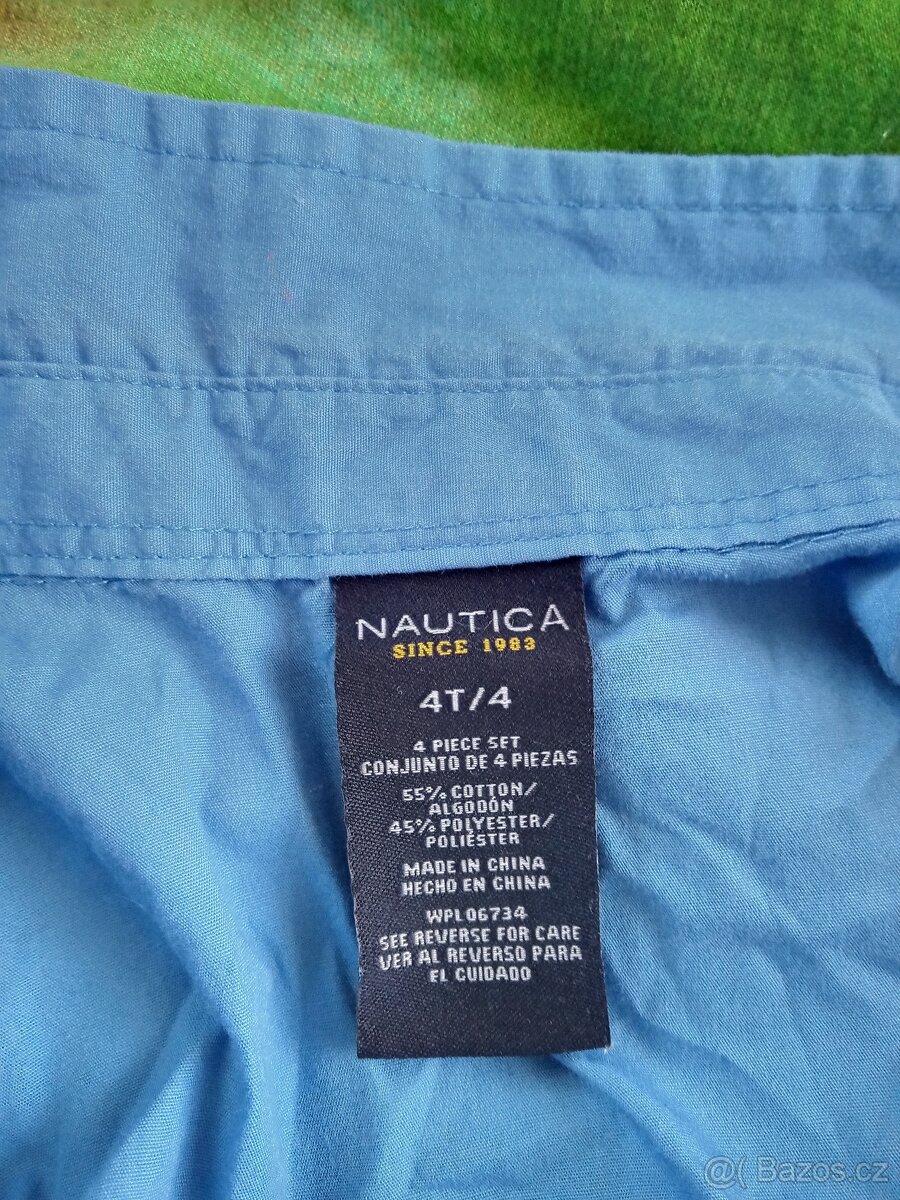 NAUTICA
SINCE 1983
4T/4
4 PIECE SET
CONJUNTO DE 4 PIEZAS
55% COTTON/
ALGODÓN
45% POLYESTER/
POLIÉSTER
MADE IN CHINA
HECHO EN CHINA
WPL06734
SEE REVERSE FOR CARE
VER AL REVERSO PARA
EL CUIDADO
@( Bazos.cz